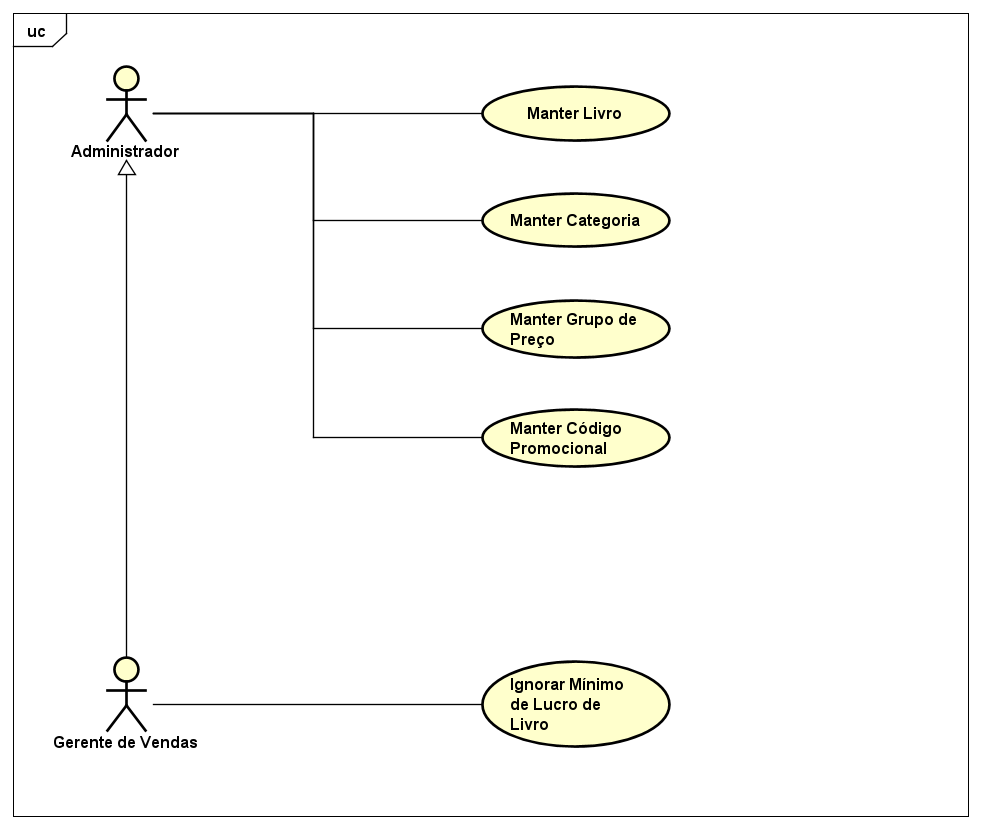 uc
Administrador
Manter Livro
Manter Categoria
Manter Grupo de
Preço
Manter Código
Promocional
Gerente de Vendas
Ignorar Mínimo
de Lucro de
Livro